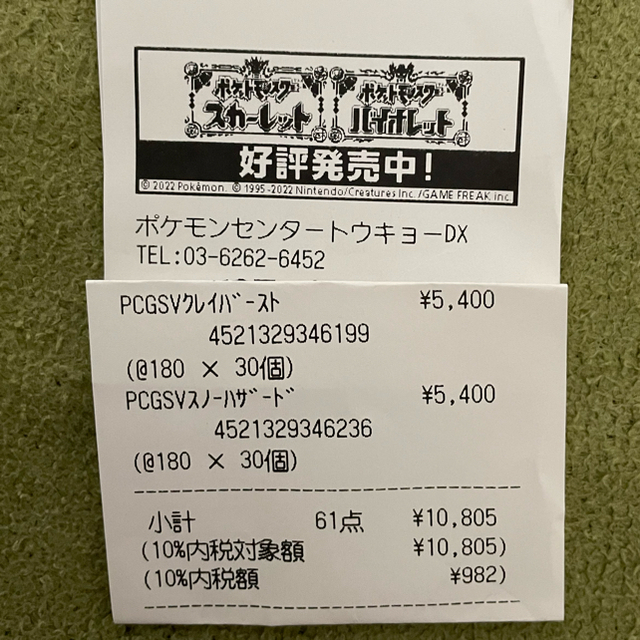 ポケットモンスター ポケットモンスター
スカーレット バイオレット
好評発売中!
© 2022 Pokémon. © 1995-2022 Nintendo/Creatures Inc. /GAME FREAK inc.
ポケモンセンタートウキョーDX
TEL:03-6262-6452
PCGSVｸﾚｲﾊﾞｰｽﾄ ¥5,400
4521329346199
(@180 × 30個)
PCGSVｽﾉｰﾊｻﾞｰﾄﾞ ¥5,400
4521329346236
(@180 × 30個)
小計 61点 ¥10,805
(10%内税対象額 ¥10,805)
(10%内税額 ¥982)